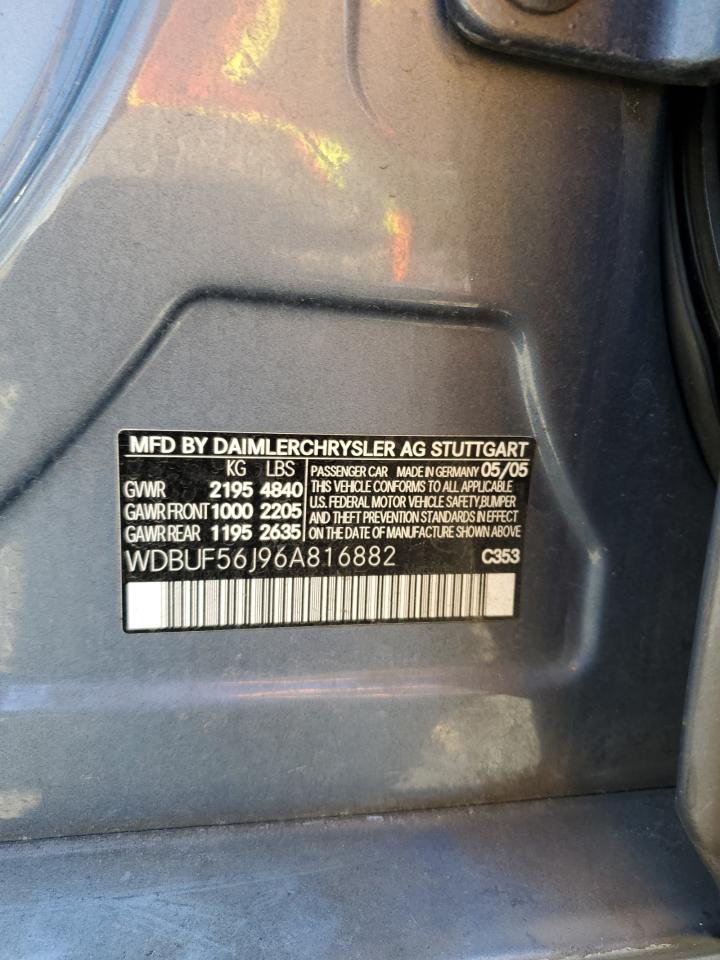 MFD BY DAIMLERCHRYSLER AG STUTTGART
KG LBS
GVWR 2195 4840
GAWR FRONT 1000 2205
GAWR REAR 1195 2635
PASSENGER CAR MADE IN GERMANY 05/05
THIS VEHICLE CONFORMS TO ALL APPLICABLE
U.S. FEDERAL MOTOR VEHICLE SAFETY,BUMPER
AND THEFT PREVENTION STANDARDS IN EFFECT
ON THE DATE OF MANUFACTURE SHOWN ABOVE
WDBUF56J96A816882 C353